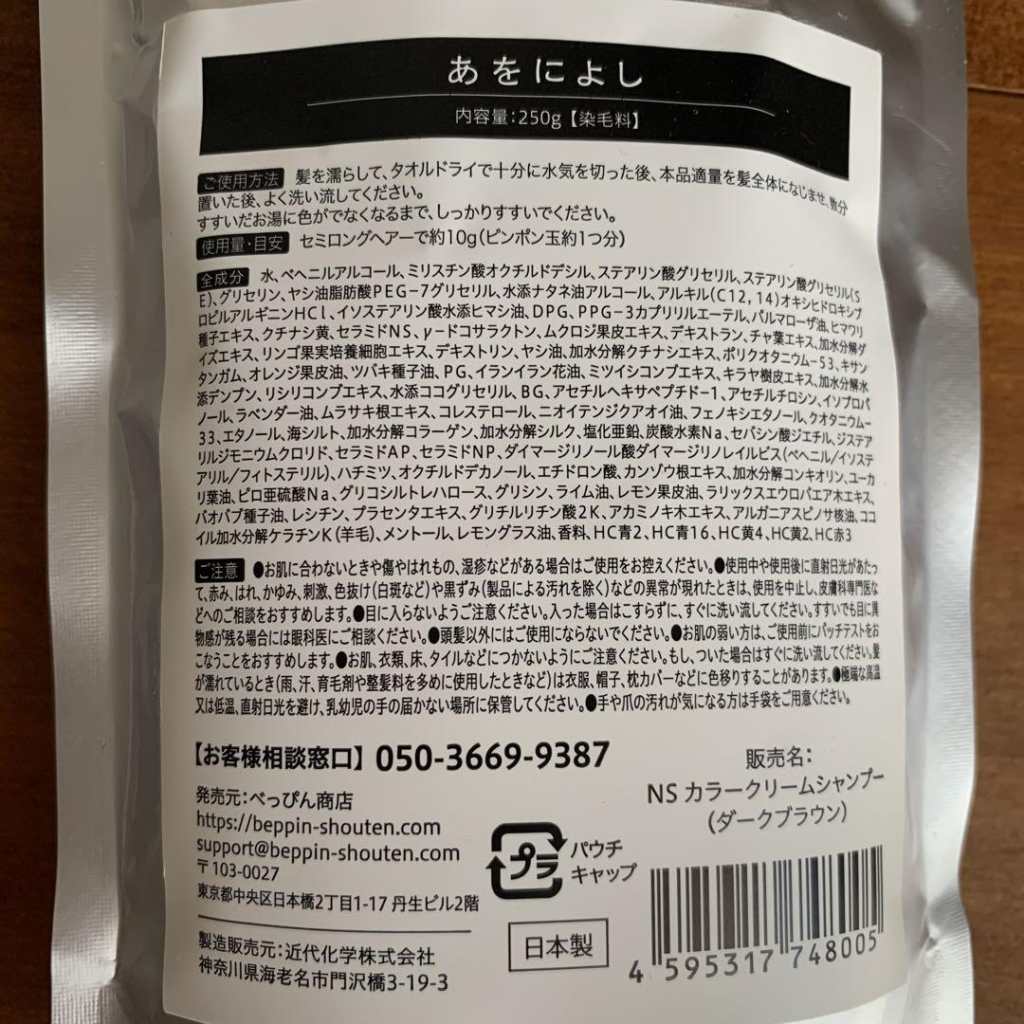 あをによし
内容量:250g【染毛料】
ご使用方法 髪を濡らして、タオルドライで十分に水気を切った後、本品適量を髪全体になじませ、数分
置いた後、よく洗い流してください。
すすいだお湯に色がでなくなるまで、しっかりすすいでください。
使用量・目安 セミロングヘアーで約10g(ピンポン玉約1つ分)
全成分 水、ベヘニルアルコール、ミリスチン酸オクチルドデシル、ステアリン酸グリセリル、ステアリン酸グリセリル(S
E)、グリセリン、ヤシ油脂肪酸PEG-7グリセリル、水添ナタネ油アルコール、アルキル(C12,14)オキシヒドロキシプ
ロピルアルギニンHCl、イソステアリン酸水添ヒマシ油、DPG、PPG-3カプリリルエーテル、パルマローザ油、ヒマワリ
種子エキス、クチナシ黄、セラミドNS、γ-ドコサラクトン、ムクロジ果皮エキス、デキストラン、チャ葉エキス、加水分解ダ
イズエキス、リンゴ果実培養細胞エキス、デキストリン、ヤシ油、加水分解クチナシエキス、ポリクオタニウム-53、キサン
タンガム、オレンジ果皮油、ツバキ種子油、PG、イランイラン花油、ミツイシコンブエキス、キラヤ樹皮エキス、加水分解水
添デンプン、リシリコンブエキス、水添ココグリセリル、BG、アセチルヘキサペプチド-1、アセチルチロシン、イソプロパ
ノール、ラベンダー油、ムラサキ根エキス、コレステロール、ニオイテンジクアオイ油、フェノキシエタノール、クオタニウム-
33、エタノール、海シルト、加水分解コラーゲン、加水分解シルク、塩化亜鉛、炭酸水素Na、セバシン酸ジエチル、ジステア
リルジモニウムクロリド、セラミドAP、セラミドNP、ダイマージリノール酸ダイマージリノレイルビス(ベヘニル/イソステ
アリル/フィトステリル)、ハチミツ、オクチルドデカノール、エチドロン酸、カンゾウ根エキス、加水分解コンキオリン、ユーカ
リ葉油、ピロ亜硫酸Na、グリコシルトレハロース、グリシン、ライム油、レモン果皮油、ラリックスエウロパエア木エキス、
バオバブ種子油、レシチン、プラセンタエキス、グリチルリチン酸2K、アカミノキ木エキス、アルガニアスピノサ核油、ココ
イル加水分解ケラチンK(羊毛)、メントール、レモングラス油、香料、HC青2、HC青16、HC黄4、HC黄2、HC赤3
ご注意 ●お肌に合わないときや傷やはれもの、湿疹などがある場合はご使用をお控えください。●使用中や使用後に直射日光があたっ
て、赤み、はれ、かゆみ、刺激、色抜け(白斑など)や黒ずみ(製品による汚れを除く)などの異常が現れたときは、使用を中止し、皮膚科専門医な
どへのご相談をおすすめします。●目に入らないようご注意ください。入った場合はこすらずに、すぐに洗い流してください。すすいでも目に異
物感が残る場合には眼科医にご相談ください。●頭髪以外にはご使用にならないでください。●お肌の弱い方は、ご使用前にパッチテストをお
こなうことをおすすめします。●お肌、衣類、床、タイルなどにつかないようにご注意ください。もし、ついた場合はすぐに洗い流してください。髪
が濡れているとき(雨、汗、育毛剤や整髪料を多めに使用したときなど)は衣服、帽子、枕カバーなどに色移りすることがあります。●極端な高温
又は低温、直射日光を避け、乳幼児の手の届かない場所に保管してください。●手や爪の汚れが気になる方は手袋をご用意ください。
【お客様相談窓口】050-3669-9387
発売元:べっぴん商店
https://beppin-shouten.com
support@beppin-shouten.com
〒103-0027
東京都中央区日本橋2丁目1-17 丹生ビル2階
製造販売元:近代化学株式会社
神奈川県海老名市門沢橋3-19-3
プラ
パウチ
キャップ
日本製
販売名:
NS カラークリームシャンプー
(ダークブラウン)
4 595317 748005